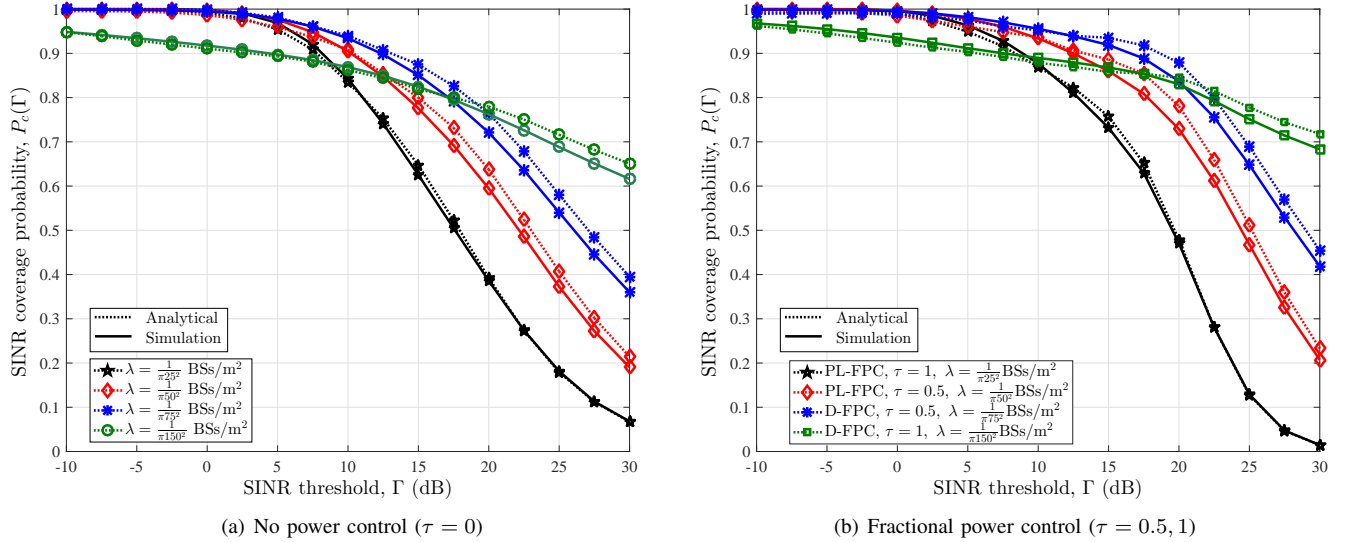 SINR coverage probability, P_c(Γ)
1
0.9
0.8
0.7
0.6
0.5
0.4
0.3
0.2
0.1
0
Analytical
Simulation
λ = 1/π25² BSs/m²
λ = 1/π50² BSs/m²
λ = 1/π75² BSs/m²
λ = 1/π150² BSs/m²
-10 -5 0 5 10 15 20 25 30
SINR threshold, Γ (dB)
(a) No power control (τ = 0)
SINR coverage probability, P_c(Γ)
1
0.9
0.8
0.7
0.6
0.5
0.4
0.3
0.2
0.1
0
Analytical
Simulation
PL-FPC, τ = 1, λ = 1/π25² BSs/m²
PL-FPC, τ = 0.5, λ = 1/π50² BSs/m²
D-FPC, τ = 0.5, λ = 1/π75² BSs/m²
D-FPC, τ = 1, λ = 1/π150² BSs/m²
-10 -5 0 5 10 15 20 25 30
SINR threshold, Γ (dB)
(b) Fractional power control (τ = 0.5, 1)